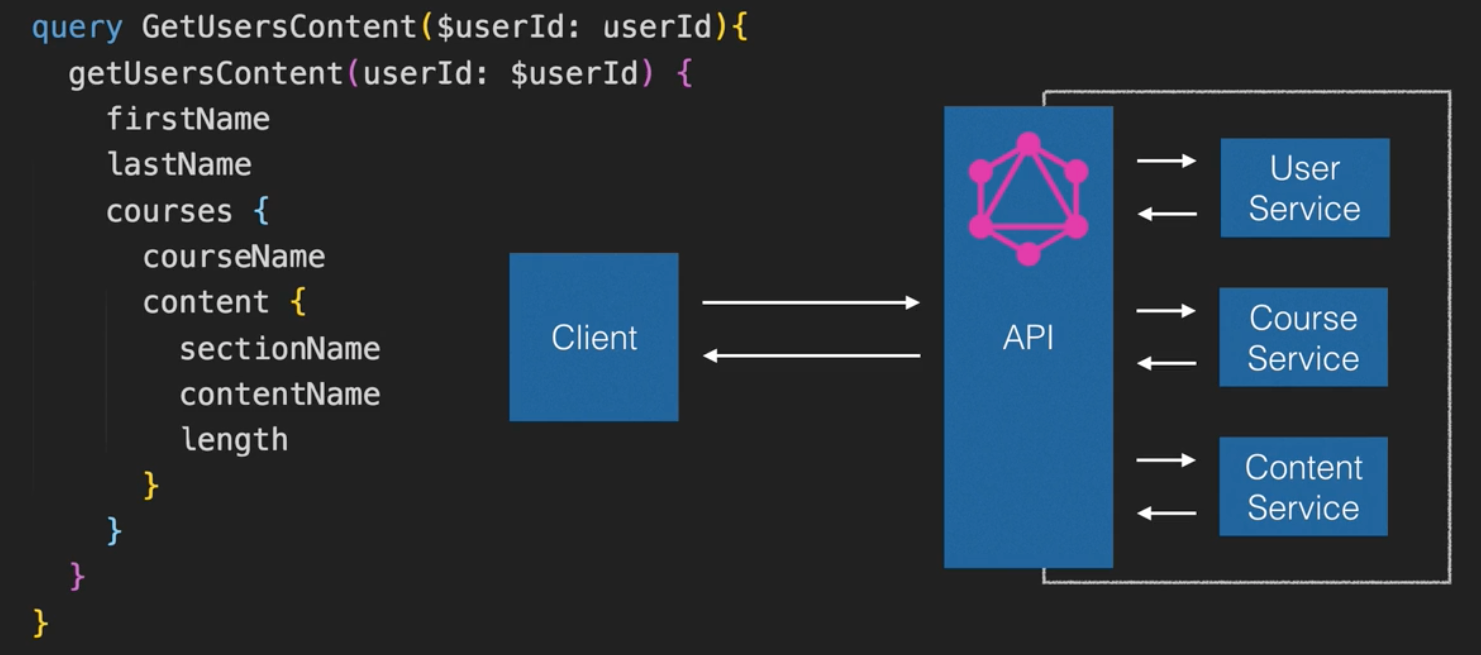 query GetUsersContent($userId: userId){
getUsersContent(userId: $userId) {
firstName
lastName
courses {
courseName
content {
sectionName
contentName
length
}
}
}
}
Client
API
User
Service
Course
Service
Content
Service